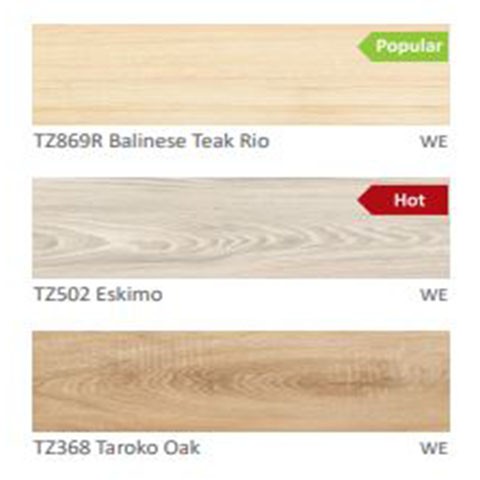 Popular
TZ869R Balinese Teak Rio WE
Hot
TZ502 Eskimo WE
TZ368 Taroko Oak WE